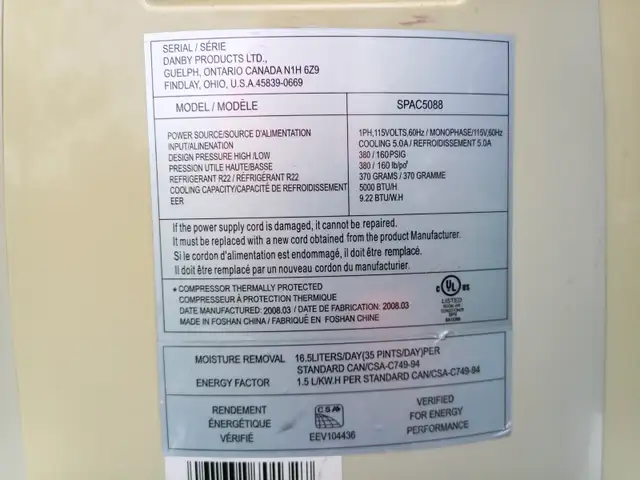 SERIAL / SÉRIE
DANBY PRODUCTS LTD.,
GUELPH, ONTARIO CANADA N1H 6Z9
FINDLAY, OHIO, U.S.A.45839-0669
MODEL / MODÈLE SPAC5088
POWER SOURCE/SOURCE D'ALIMENTATION 1PH,115VOLTS,60Hz / MONOPHASE/115V,60Hz
INPUT/ALINENATION COOLING 5.0A / REFROIDISSEMENT 5.0A
DESIGN PRESSURE HIGH /LOW 380 / 160PSIG
PRESSION UTILE HAUTE/BASSE 380 / 160 lb/po²
REFRIGERANT R22 / REFRIGÉRANT R22 370 GRAMS / 370 GRAMME
COOLING CAPACITY/CAPACITÉ DE REFROIDISSEMENT 5000 BTU/H
EER 9.22 BTU/W.H
If the power supply cord is damaged, it cannot be repaired.
It must be replaced with a new cord obtained from the product Manufacturer.
Si le cordon d'alimentation est endommagé, il doit être replacé.
Il doit être remplacé par un nouveau cordon du manufacturier.
• COMPRESSOR THERMALLY PROTECTED
COMPRESSEUR À PROTECTION THERMIQUE
DATE MANUFACTURED: 2008.03 / DATE DE FABRICATION: 2008.03
MADE IN FOSHAN CHINA / FABRIQUÉ EN FOSHAN CHINE
C UL US
LISTED
MOISTURE REMOVAL 16.5LITERS/DAY(35 PINTS/DAY)PER
STANDARD CAN/CSA-C749-94
ENERGY FACTOR 1.5 L/KW.H PER STANDARD CAN/CSA-C749-94
RENDEMENT
ÉNERGÉTIQUE
VÉRIFIÉ
CSA
EEV104436
VERIFIED
FOR ENERGY
PERFORMANCE